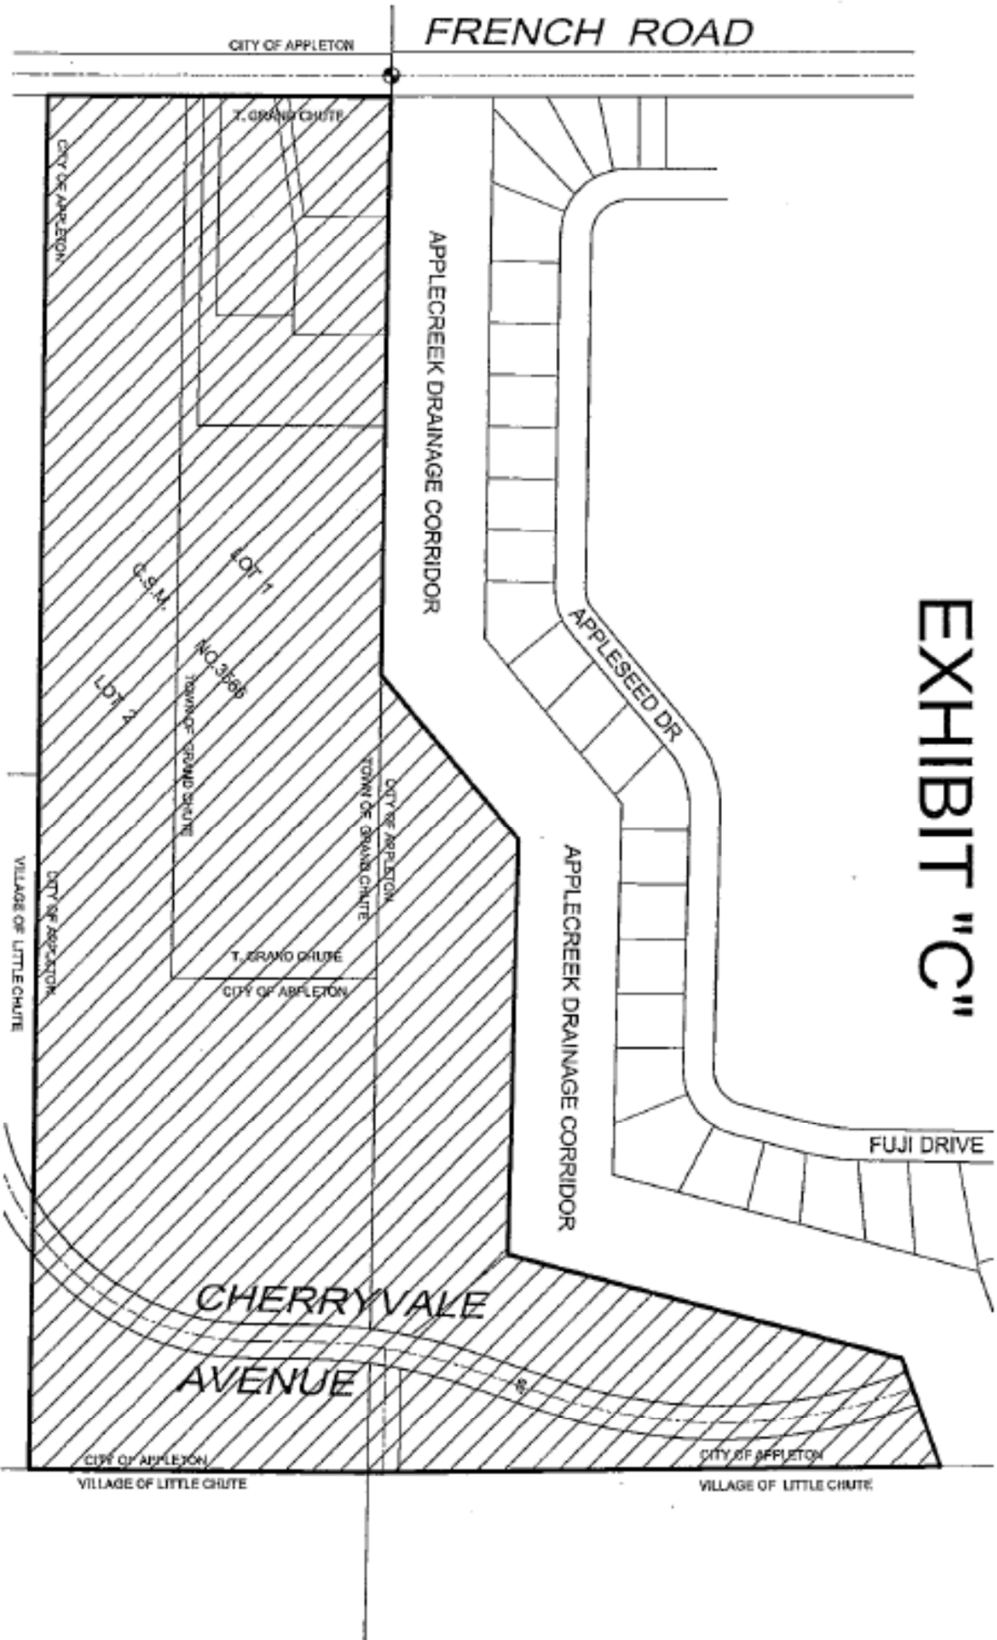 FRENCH ROAD
CITY OF APPLETON
T. GRAND CHUTE
CITY OF APPLETON
APPLECREEK DRAINAGE CORRIDOR
LOT 1
C.S.M.
NO.3566
LOT 2
TOWN OF GRAND CHUTE
APPLESEED DR
EXHIBIT "C"
CITY OF APPLETON
TOWN OF GRAND CHUTE
APPLECREEK DRAINAGE CORRIDOR
CITY OF APPLETON
VILLAGE OF LITTLE CHUTE
T. GRAND CHUTE
CITY OF APPLETON
FUJI DRIVE
CHERRYVALE
AVENUE
CITY OF APPLETON
VILLAGE OF LITTLE CHUTE
CITY OF APPLETON
VILLAGE OF LITTLE CHUTE